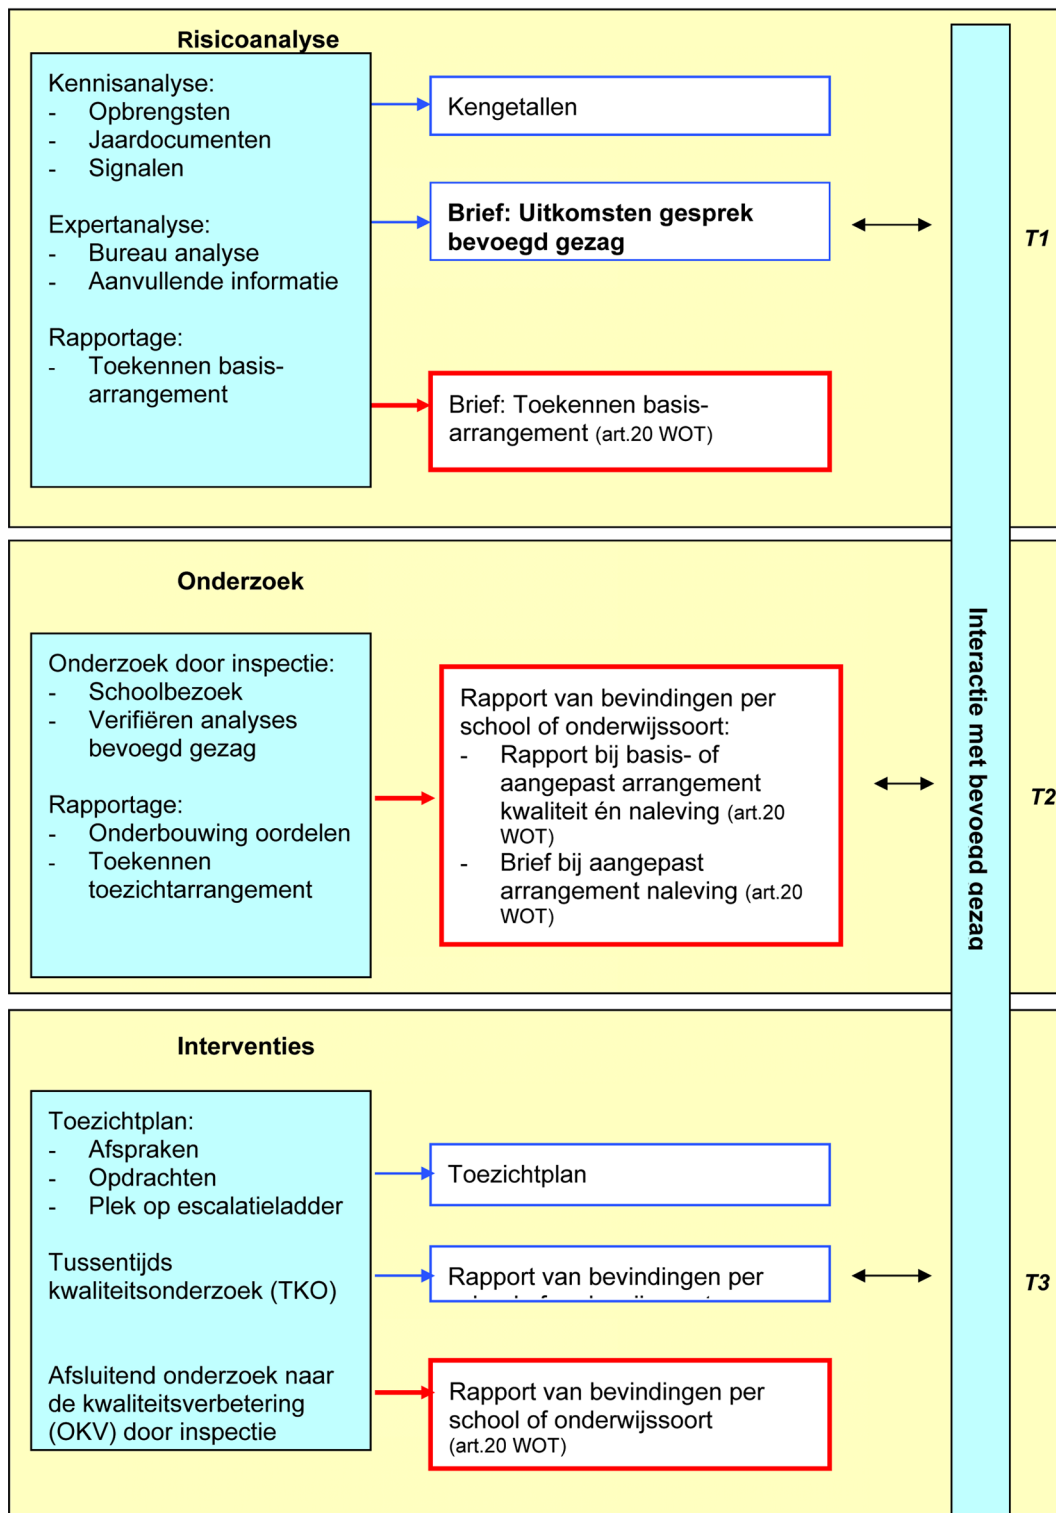 Risicoanalyse
Kennisanalyse:
- Opbrengsten
- Jaardocumenten
- Signalen
Expertanalyse:
- Bureau analyse
- Aanvullende informatie
Rapportage:
- Toekennen basis-
arrangement
Kengetallen
Brief: Uitkomsten gesprek
bevoegd gezag
Brief: Toekennen basis-
arrangement (art.20 WOT)
T1
Onderzoek
Onderzoek door inspectie:
- Schoolbezoek
- Verifiëren analyses
bevoegd gezag
Rapportage:
- Onderbouwing oordelen
- Toekennen
toezichtarrangement
Rapport van bevindingen per
school of onderwijssoort:
- Rapport bij basis- of
aangepast arrangement
kwaliteit én naleving (art.20
WOT)
- Brief bij aangepast
arrangement naleving (art.20
WOT)
Interactie met bevoegd gezag
T2
Interventies
Toezichtplan:
- Afspraken
- Opdrachten
- Plek op escalatieladder
Tussentijds
kwaliteitsonderzoek (TKO)
Afsluitend onderzoek naar
de kwaliteitsverbetering
(OKV) door inspectie
Toezichtplan
Rapport van bevindingen per
Rapport van bevindingen per
school of onderwijssoort
(art.20 WOT)
T3